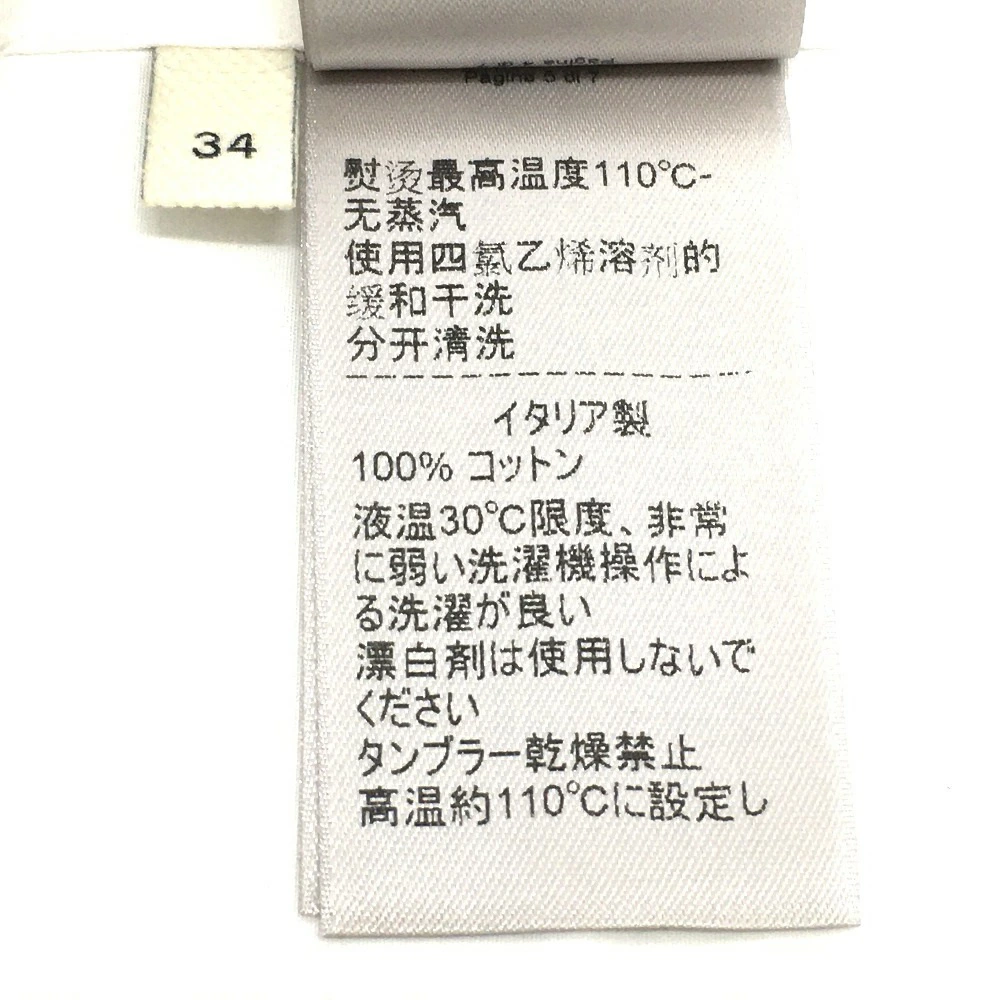 Pagina 5 di 7
34
熨烫最高温度110℃-
无蒸汽
使用四氯乙烯溶剂的
缓和干洗
分开清洗
イタリア製
100% コットン
液温30℃限度、非常
に弱い洗濯機操作によ
る洗濯が良い
漂白剤は使用しないで
ください
タンブラー乾燥禁止
高温約110℃に設定し